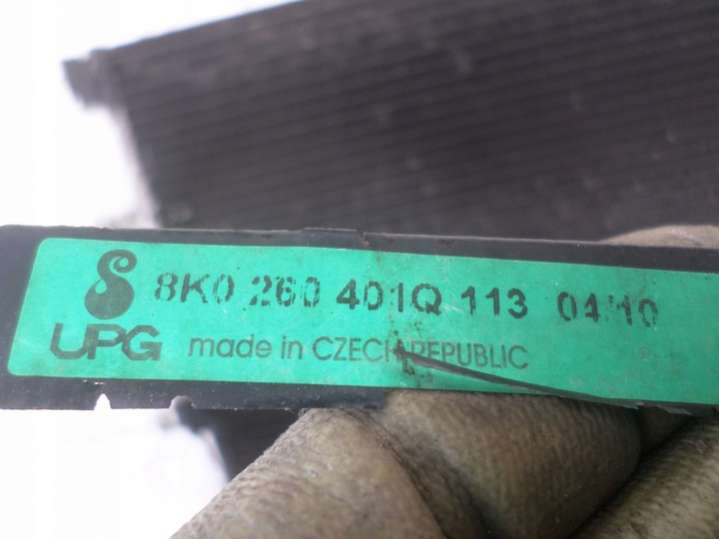 8K0 260 401Q 113 04/10
UPG made in CZECH REPUBLIC